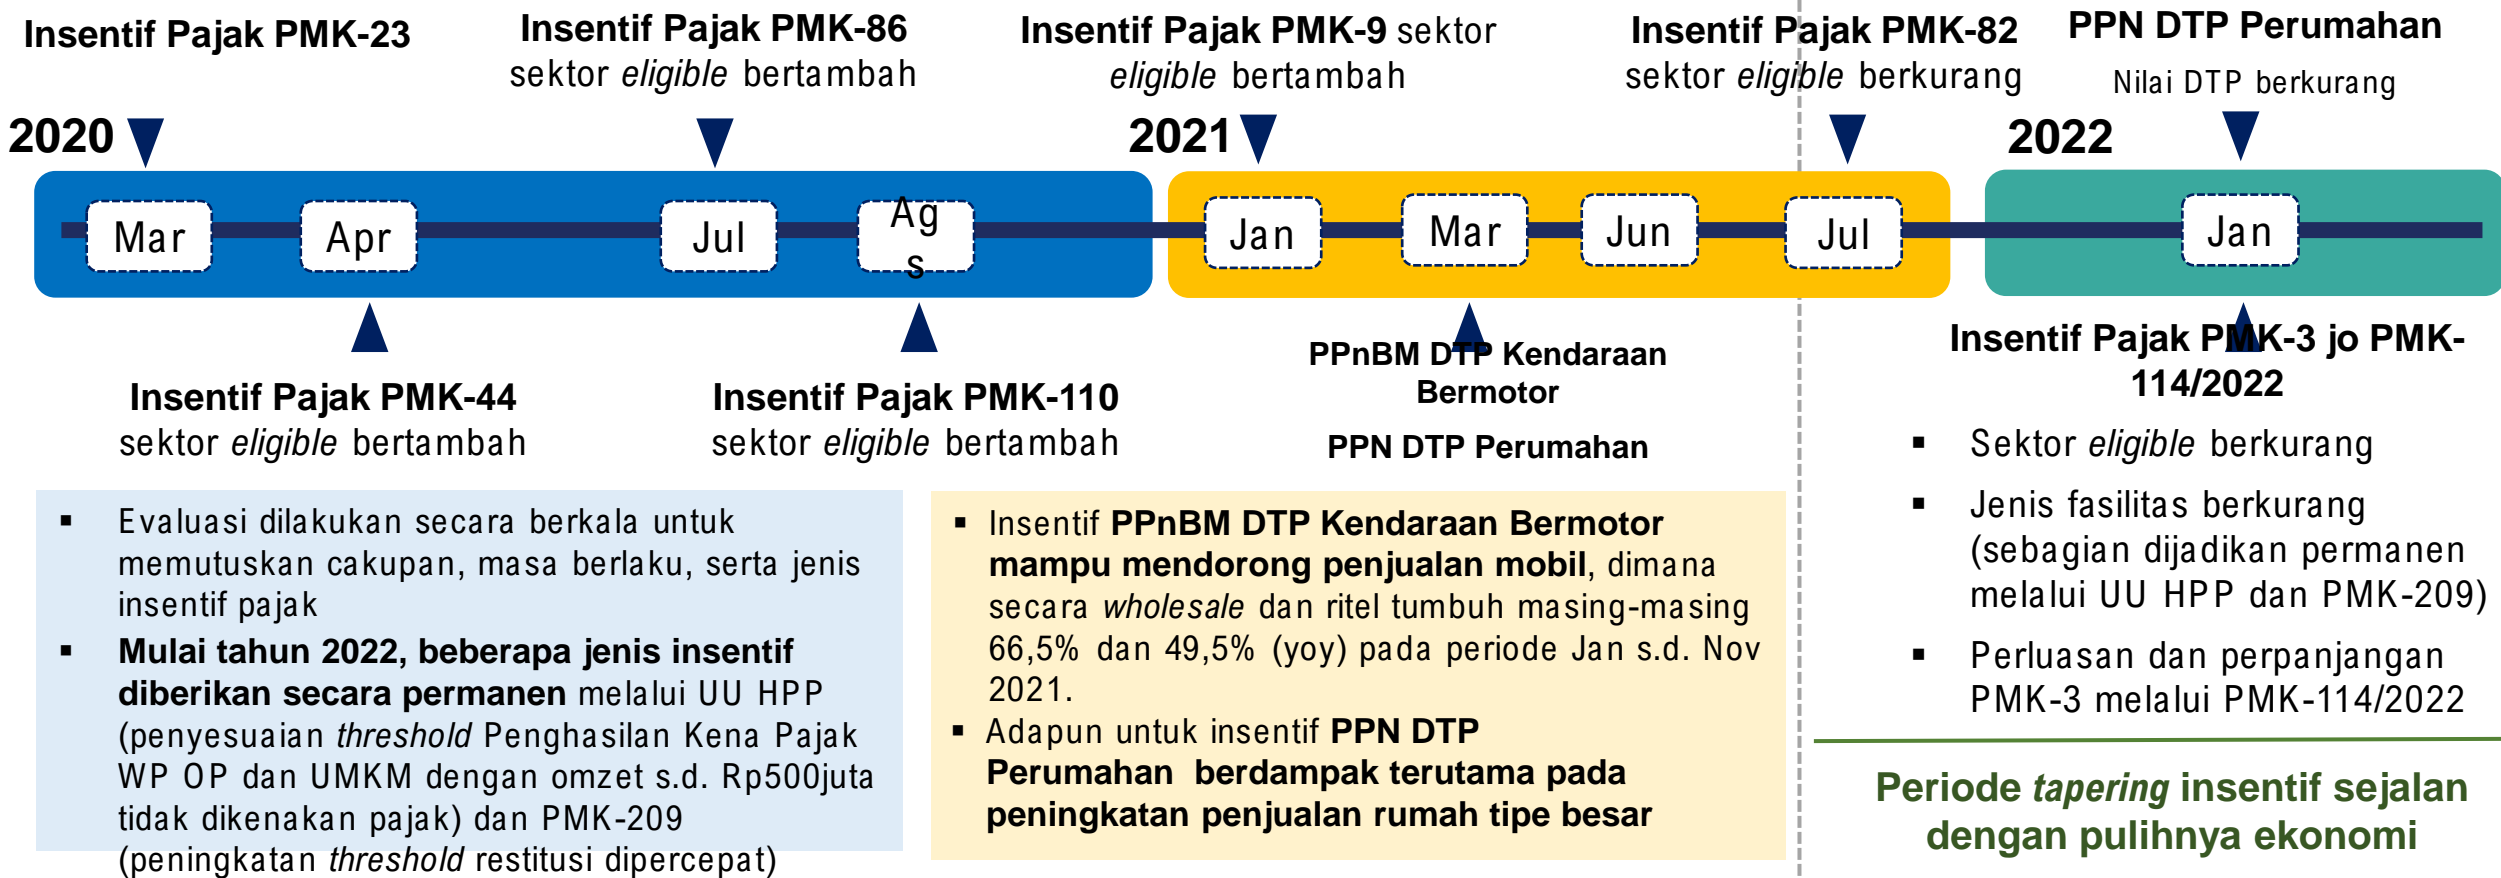 Insentif Pajak PMK-23
Insentif Pajak PMK-86
sektor eligible bertambah
Insentif Pajak PMK-9 sektor
eligible bertambah
Insentif Pajak PMK-82
sektor eligible berkurang
PPN DTP Perumahan
Nilai DTP berkurang
2020
2021
2022
Mar
Apr
Jul
Ag
s
Jan
Mar
Jun
Jul
Jan
Insentif Pajak PMK-44
sektor eligible bertambah
Insentif Pajak PMK-110
sektor eligible bertambah
PPnBM DTP Kendaraan
Bermotor
PPN DTP Perumahan
Insentif Pajak PMK-3 jo PMK-
114/2022
▪ Sektor eligible berkurang
▪ Jenis fasilitas berkurang
(sebagian dijadikan permanen
melalui UU HPP dan PMK-209)
▪ Perluasan dan perpanjangan
PMK-3 melalui PMK-114/2022
▪ Evaluasi dilakukan secara berkala untuk
memutuskan cakupan, masa berlaku, serta jenis
insentif pajak
▪ Mulai tahun 2022, beberapa jenis insentif
diberikan secara permanen melalui UU HPP
(penyesuaian threshold Penghasilan Kena Pajak
WP OP dan UMKM dengan omzet s.d. Rp500juta
tidak dikenakan pajak) dan PMK-209
(peningkatan threshold restitusi dipercepat)
▪ Insentif PPnBM DTP Kendaraan Bermotor
mampu mendorong penjualan mobil, dimana
secara wholesale dan ritel tumbuh masing-masing
66,5% dan 49,5% (yoy) pada periode Jan s.d. Nov
2021.
▪ Adapun untuk insentif PPN DTP
Perumahan berdampak terutama pada
peningkatan penjualan rumah tipe besar
Periode tapering insentif sejalan
dengan pulihnya ekonomi